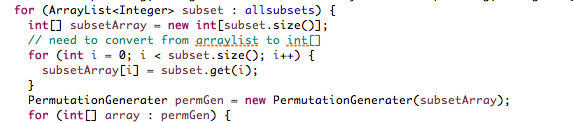 for (ArrayList<Integer> subset : allsubsets) {
int[] subsetArray = new int[subset.size()];
// need to convert from arraylist to int[]
for (int i = 0; i < subset.size(); i++) {
subsetArray[i] = subset.get(i);
}
PermutationGenerater permGen = new PermutationGenerater(subsetArray);
for (int[] array : permGen) {